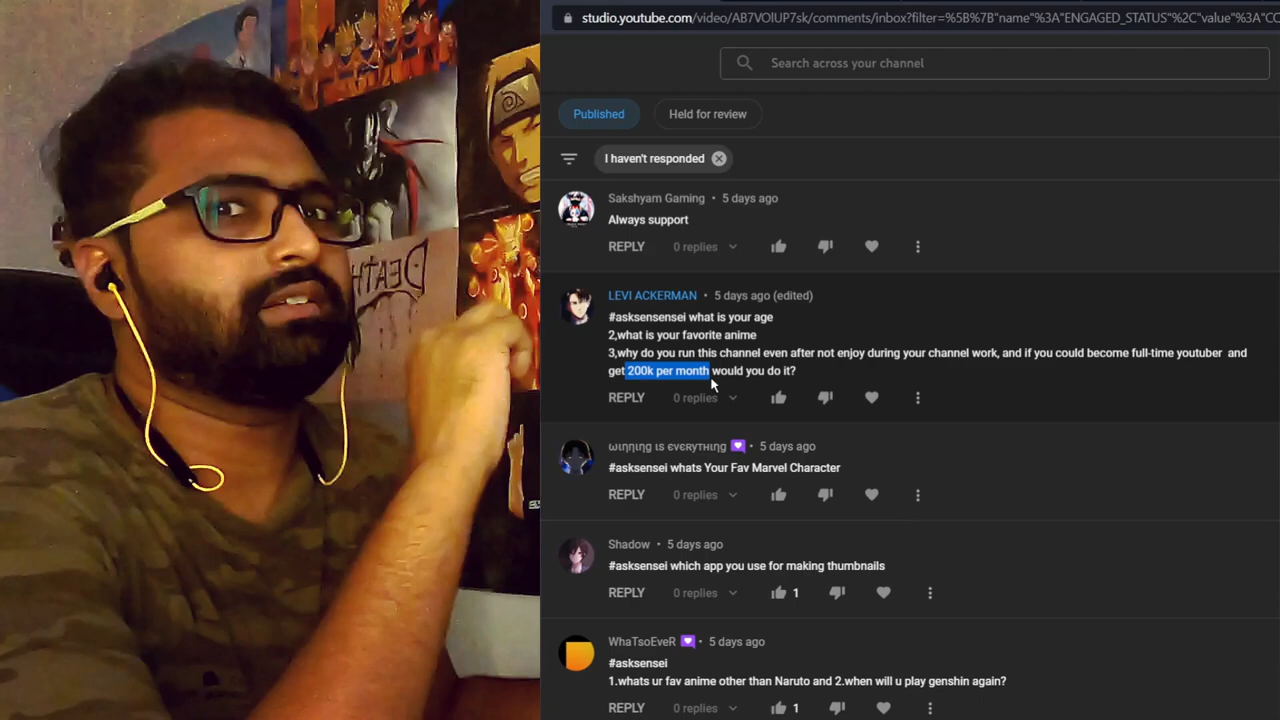 DEATH
studio.youtube.com/video/AB7VOlUP7sk/comments/inbox?filter=%5B%7B"name"%3A"ENGAGED_STATUS"%2C"value"%3A"CO
Search across your channel
Published Held for review
I haven't responded
Sakshyam Gaming • 5 days ago
Always support
REPLY 0 replies
LEVI ACKERMAN • 5 days ago (edited)
#asksensensei what is your age
2,what is your favorite anime
3,why do you run this channel even after not enjoy during your channel work, and if you could become full-time youtuber and
get 200k per month would you do it?
REPLY 0 replies
ωιηηιηg ιs єνєяутнιηg • 5 days ago
#asksensei whats Your Fav Marvel Character
REPLY 0 replies
Shadow • 5 days ago
#asksensei which app you use for making thumbnails
REPLY 0 replies 1
WhaTsoEveR • 5 days ago
#asksensei
1.whats ur fav anime other than Naruto and 2.when will u play genshin again?
REPLY 0 replies 1